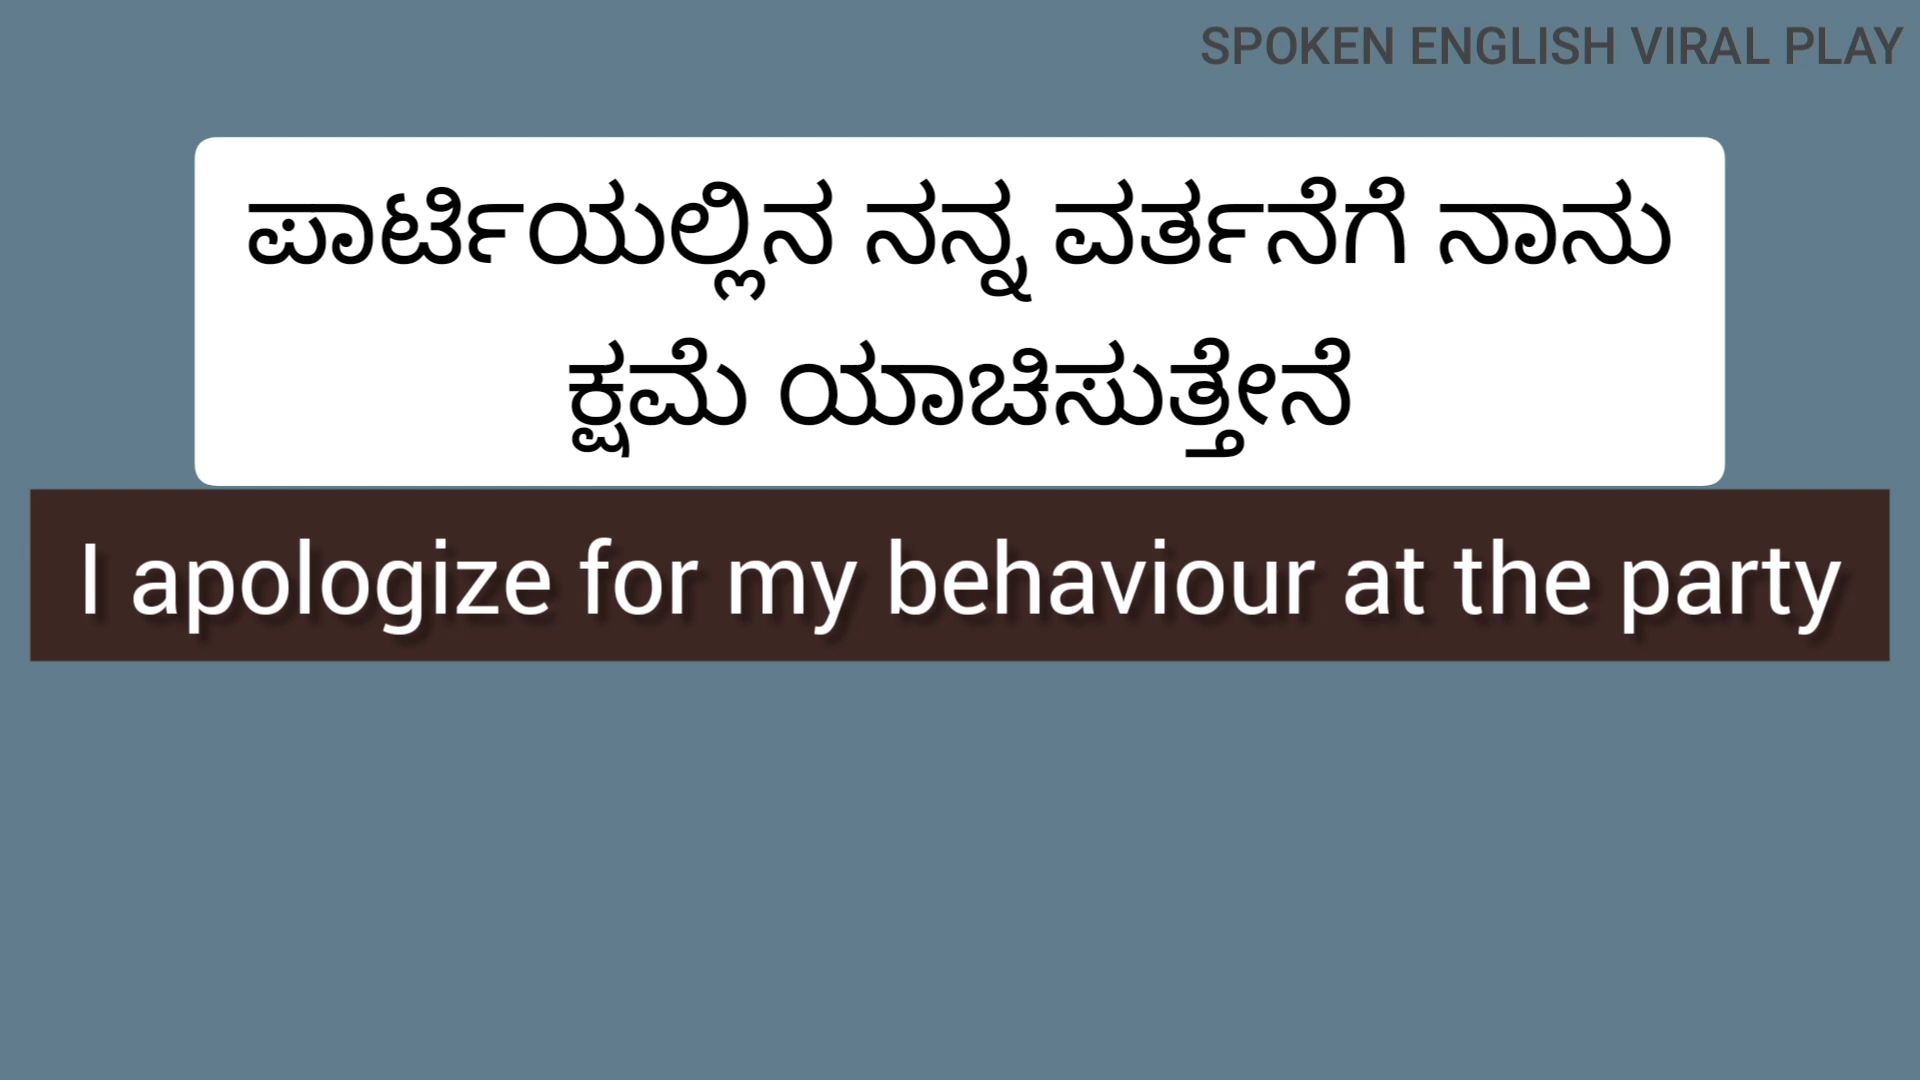 SPOKEN ENGLISH VIRAL PLAY
ಪಾರ್ಟಿಯಲ್ಲಿನ ನನ್ನ ವರ್ತನೆಗೆ ನಾನು
ಕ್ಷಮೆ ಯಾಚಿಸುತ್ತೇನೆ
I apologize for my behaviour at the party